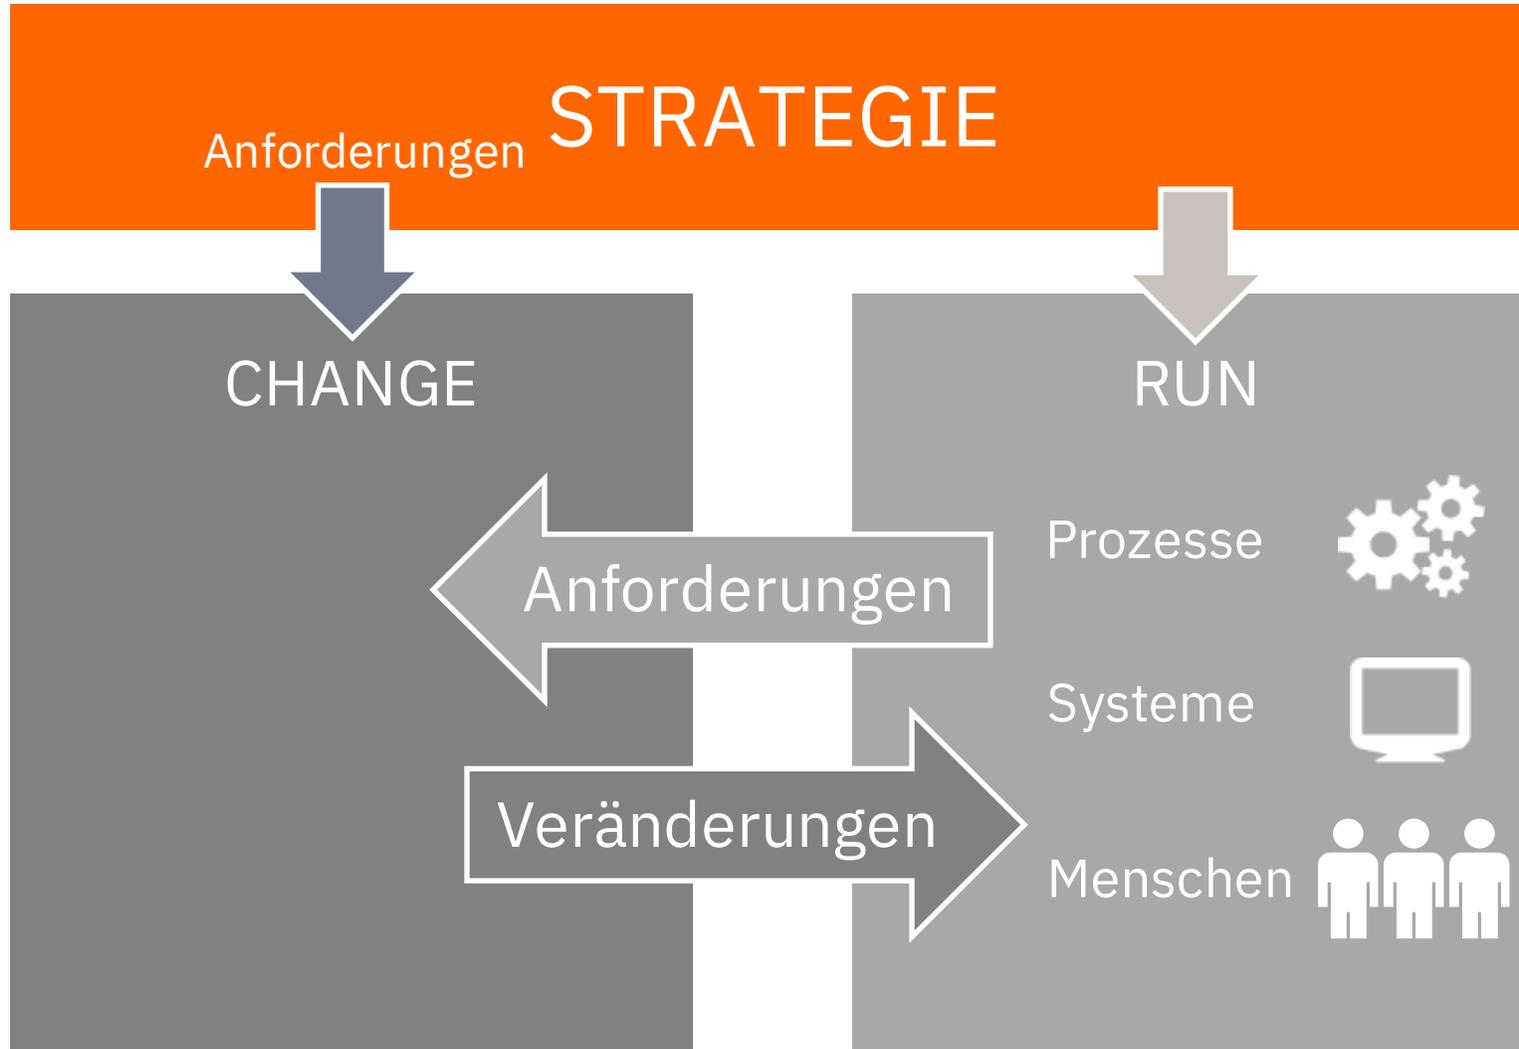 STRATEGIE
Anforderungen
CHANGE
RUN
Prozesse
Anforderungen
Systeme
Veränderungen
Menschen